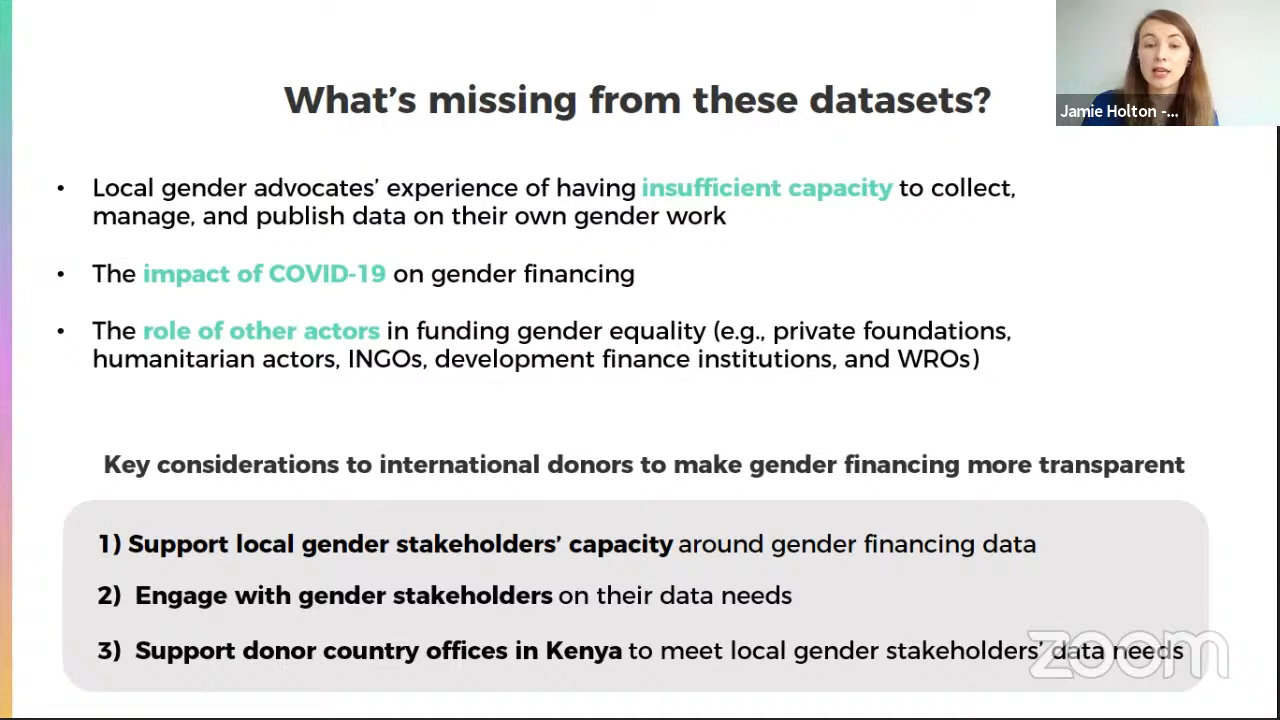 What's missing from these datasets?
Jamie Holton -...
• Local gender advocates' experience of having insufficient capacity to collect,
manage, and publish data on their own gender work
• The impact of COVID-19 on gender financing
• The role of other actors in funding gender equality (e.g., private foundations,
humanitarian actors, INGOs, development finance institutions, and WROs)
Key considerations to international donors to make gender financing more transparent
1) Support local gender stakeholders' capacity around gender financing data
2) Engage with gender stakeholders on their data needs
3) Support donor country offices in Kenya to meet local gender stakeholders' data needs
zoom